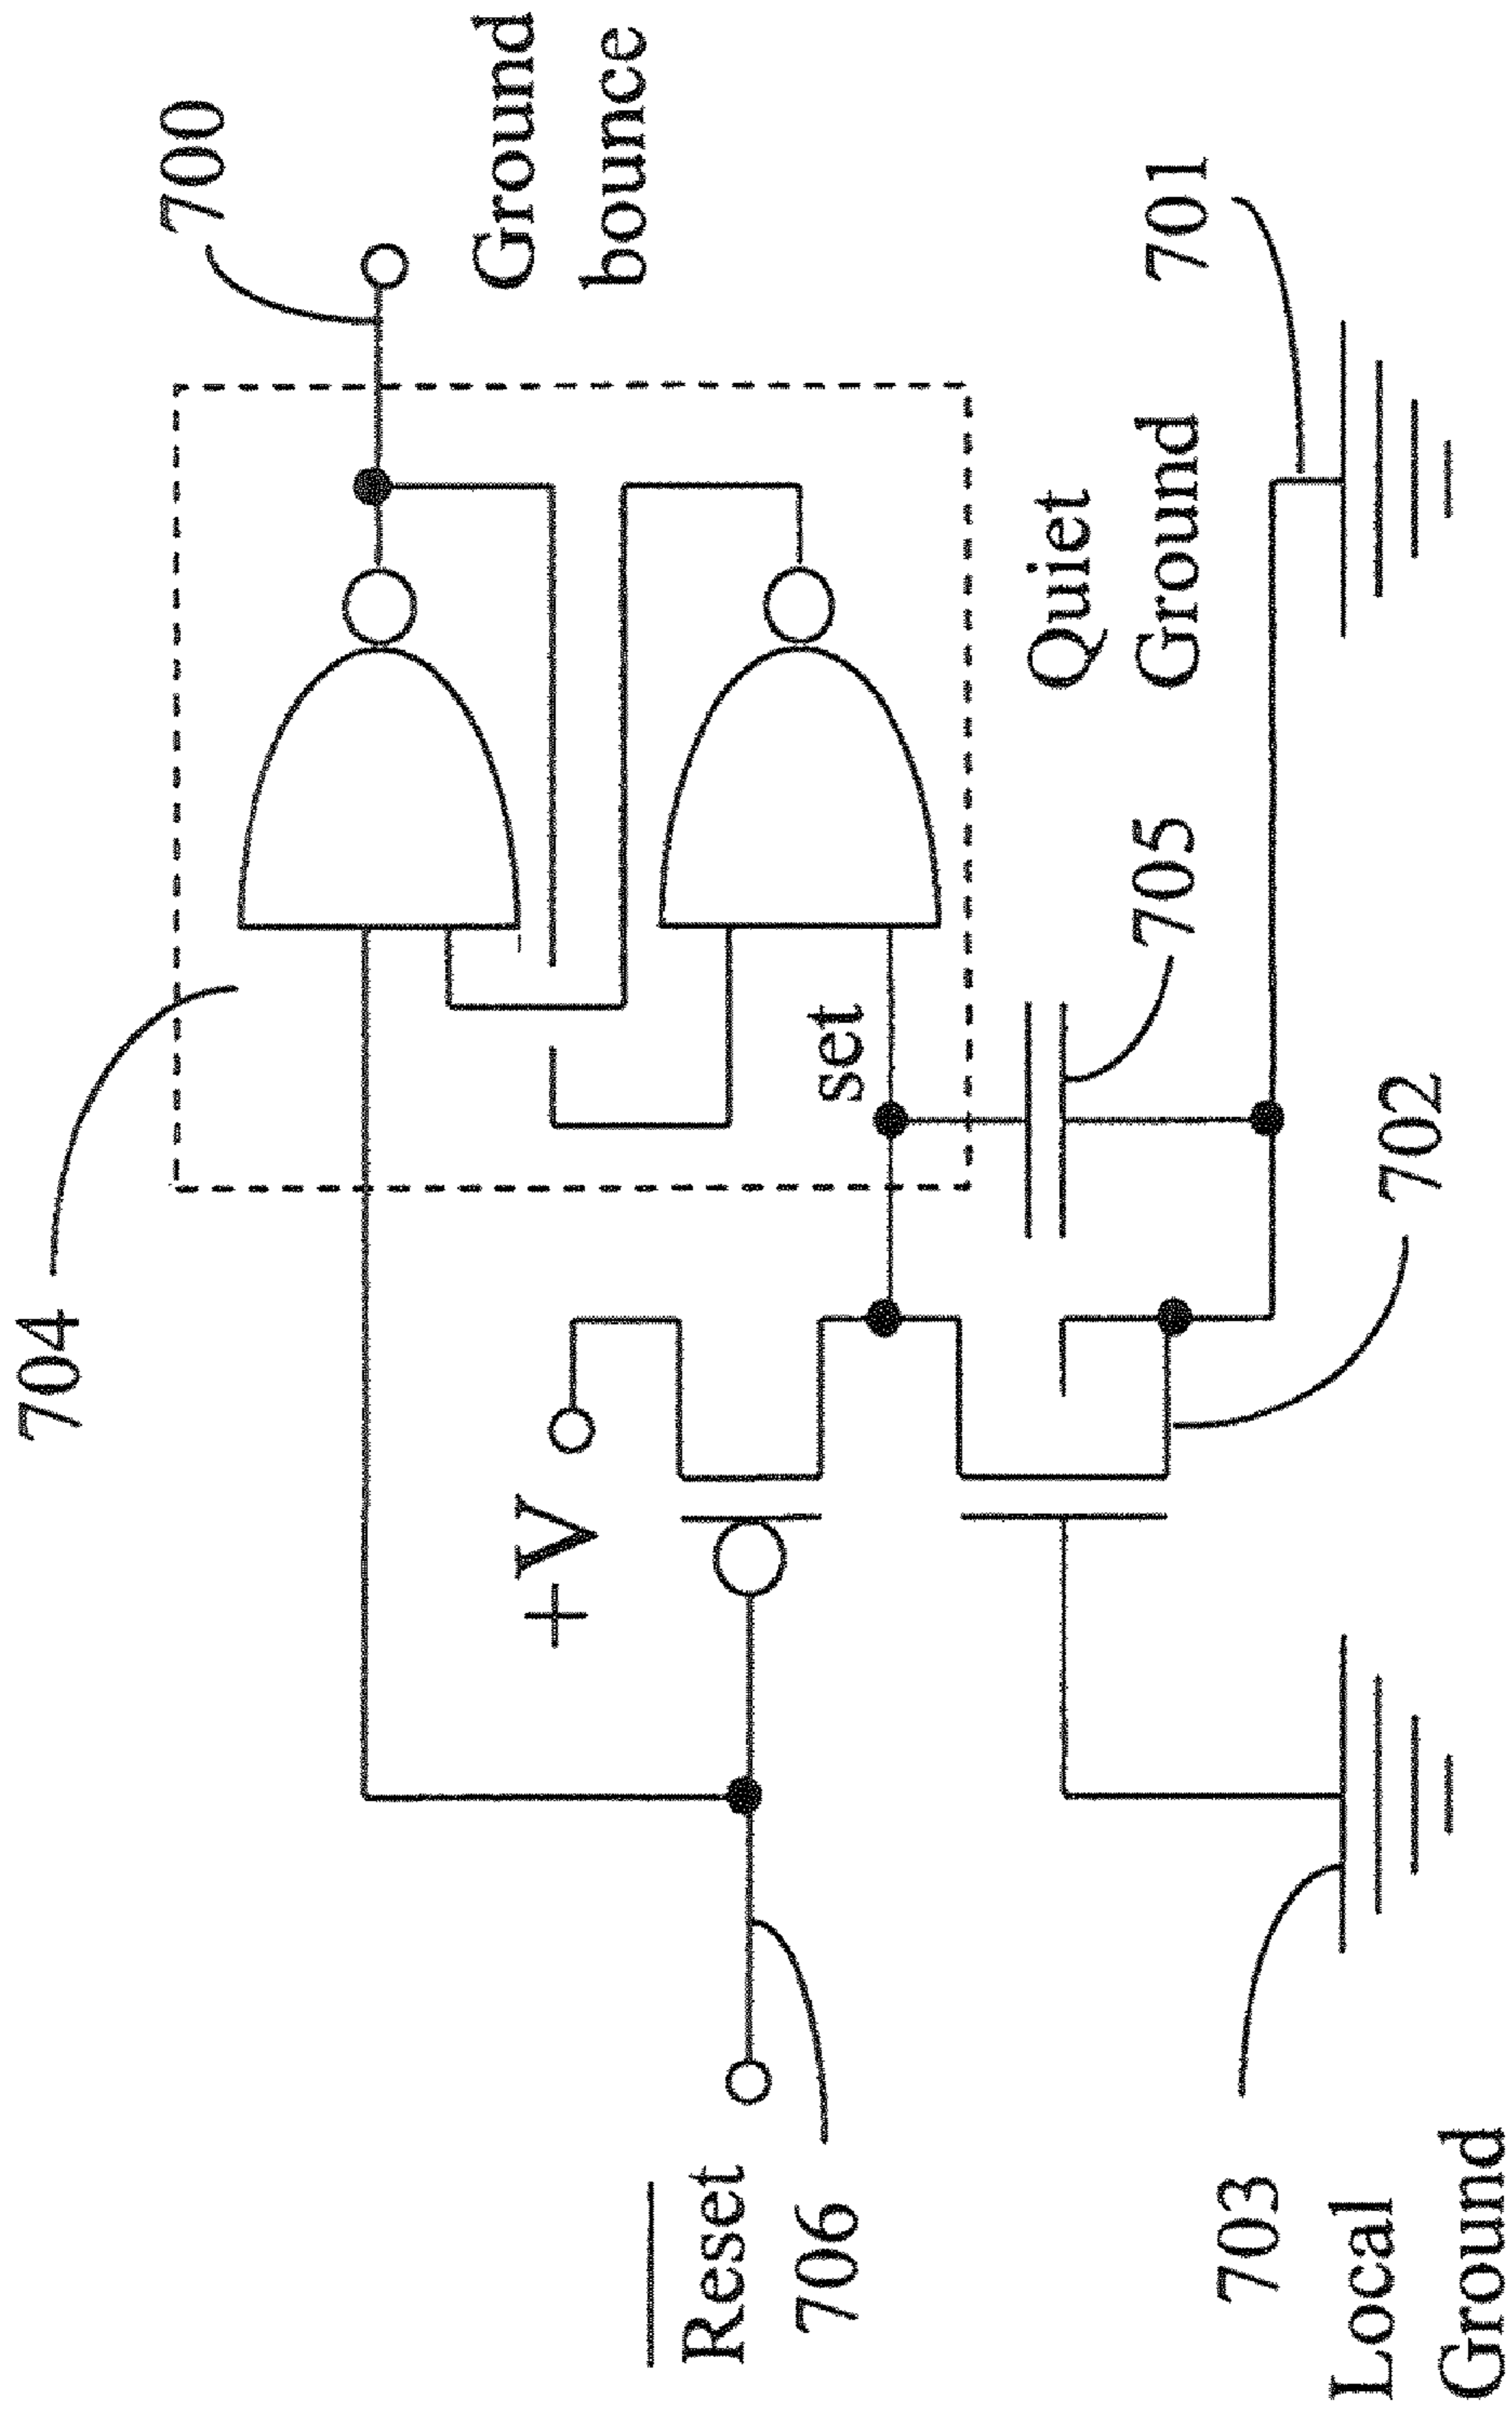 704
700
Ground
bounce
+V
set
Reset
706
Quiet
Ground
705
701
702
703
Local
Ground